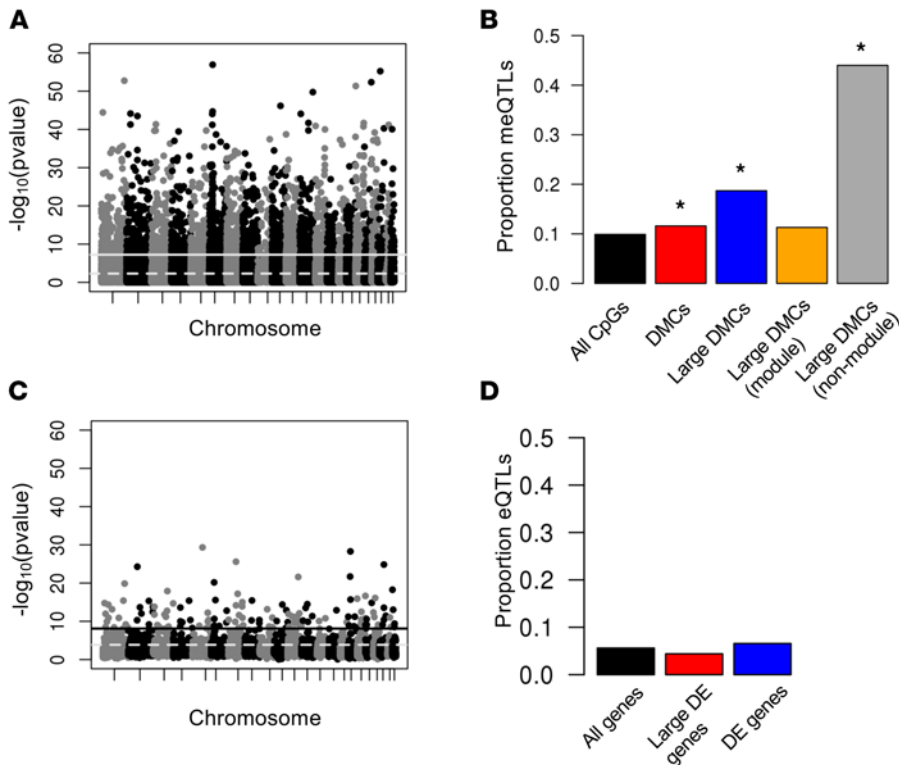 A
-log10(pvalue)
60
50
40
30
20
10
0
Chromosome
B
Proportion meQTLs
0.5
0.4
0.3
0.2
0.1
0.0
*
*
*
All CpGs
DMCs
Large DMCs
Large DMCs
(module)
Large DMCs
(non-module)
C
-log10(pvalue)
60
50
40
30
20
10
0
Chromosome
D
Proportion eQTLs
0.5
0.4
0.3
0.2
0.1
0.0
All genes
Large DE
genes
DE genes